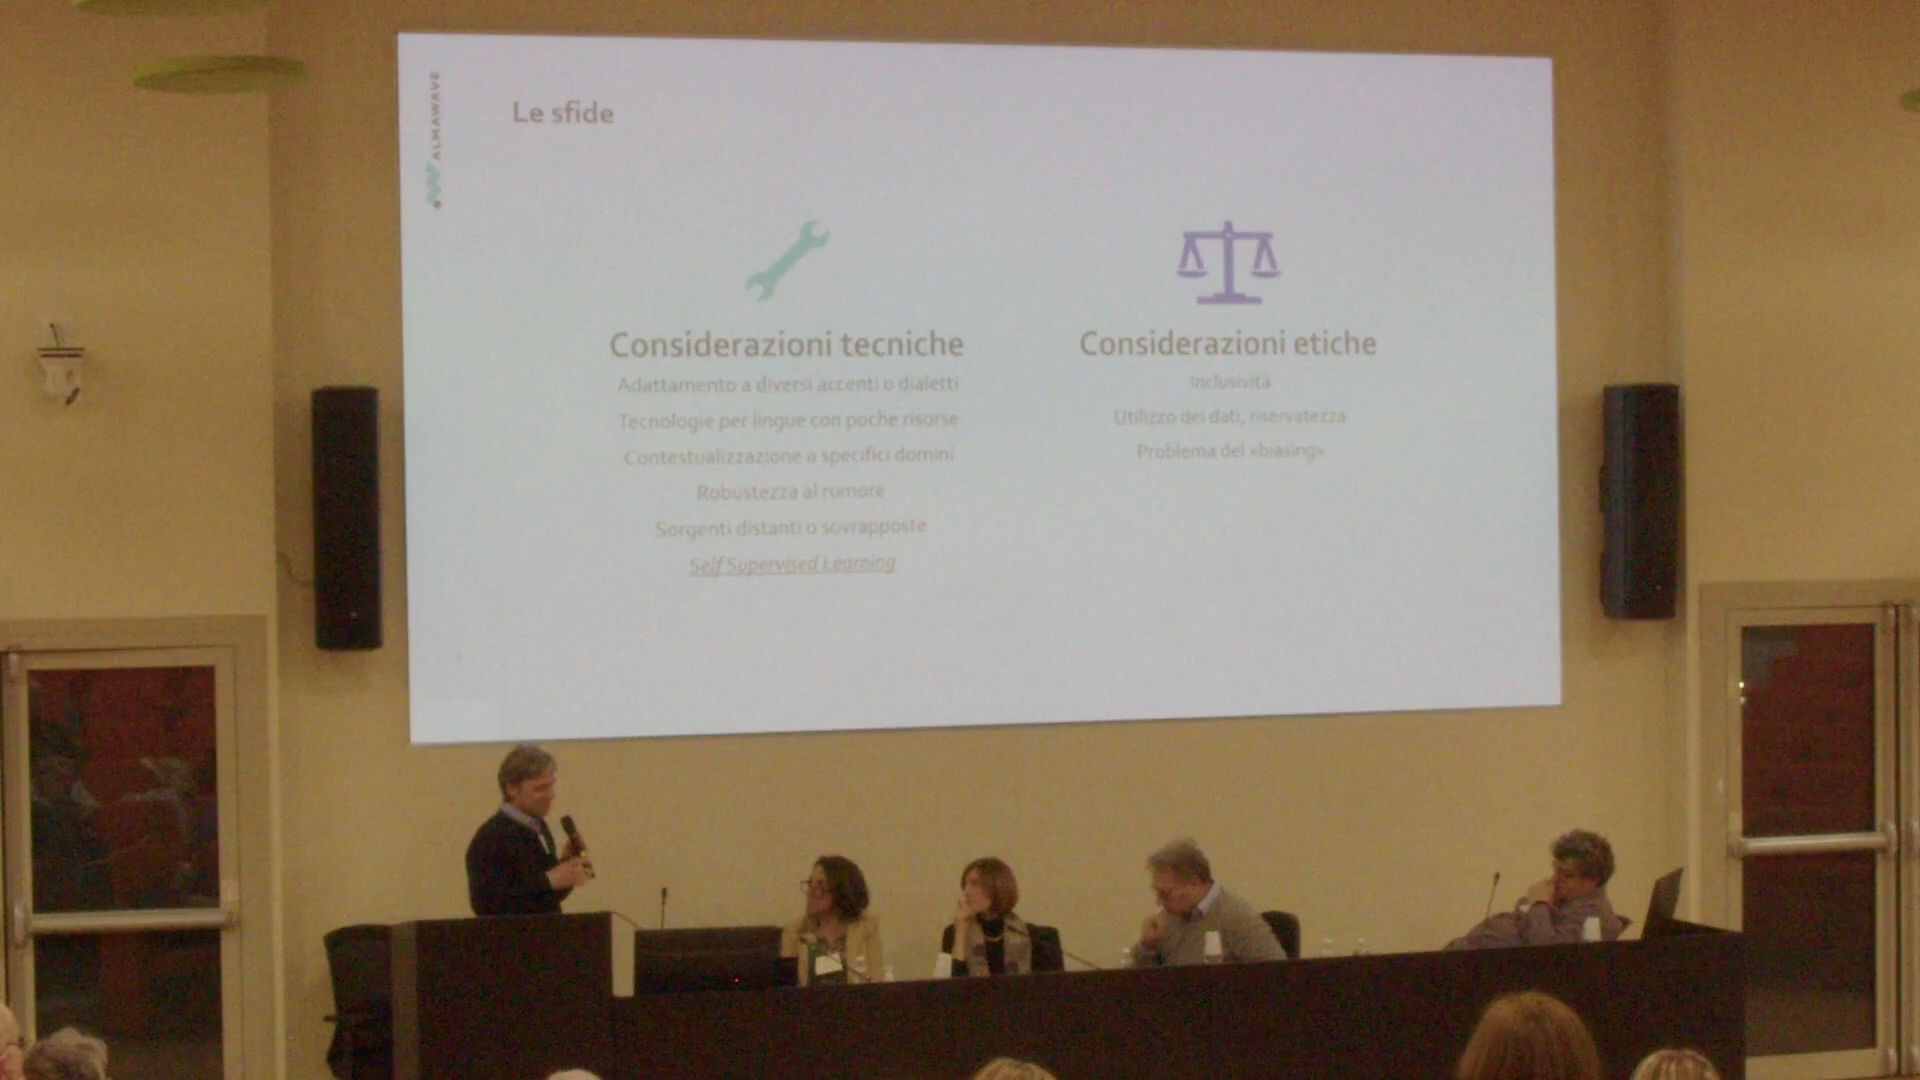 ALMAWAVE
Le sfide
Considerazioni tecniche
Adattamento a diversi accenti o dialetti
Tecnologie per lingue con poche risorse
Contestualizzazione a specifici domini
Robustezza al rumore
Sorgenti distanti o sovrapposte
Self Supervised Learning
Considerazioni etiche
Inclusività
Utilizzo dei dati, riservatezza
Problema del «biasing»